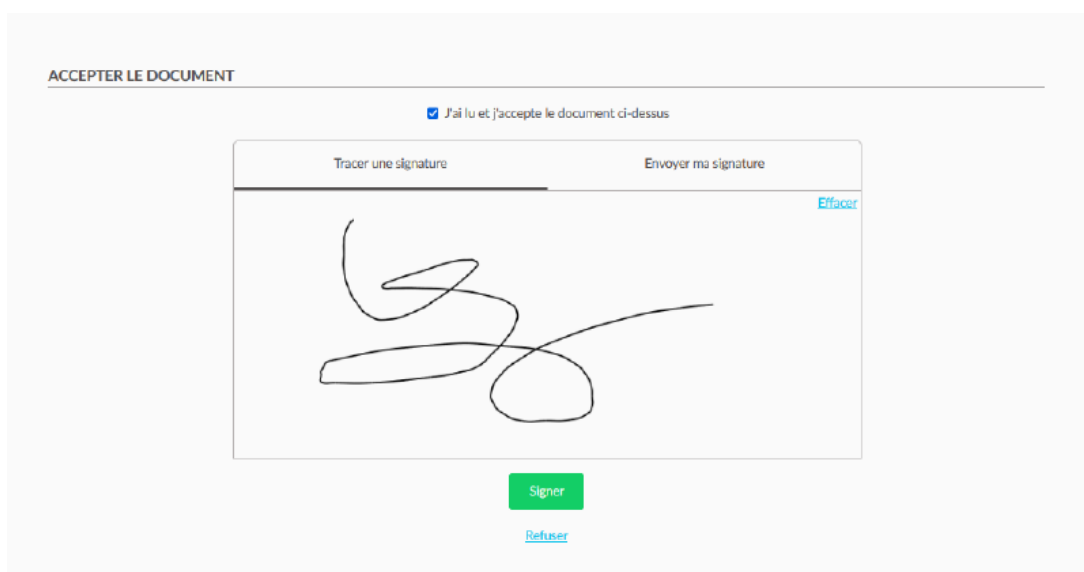 ACCEPTER LE DOCUMENT
J'ai lu et j'accepte le document ci-dessus
Tracer une signature
Envoyer ma signature
Effacer
Signer
Refuser